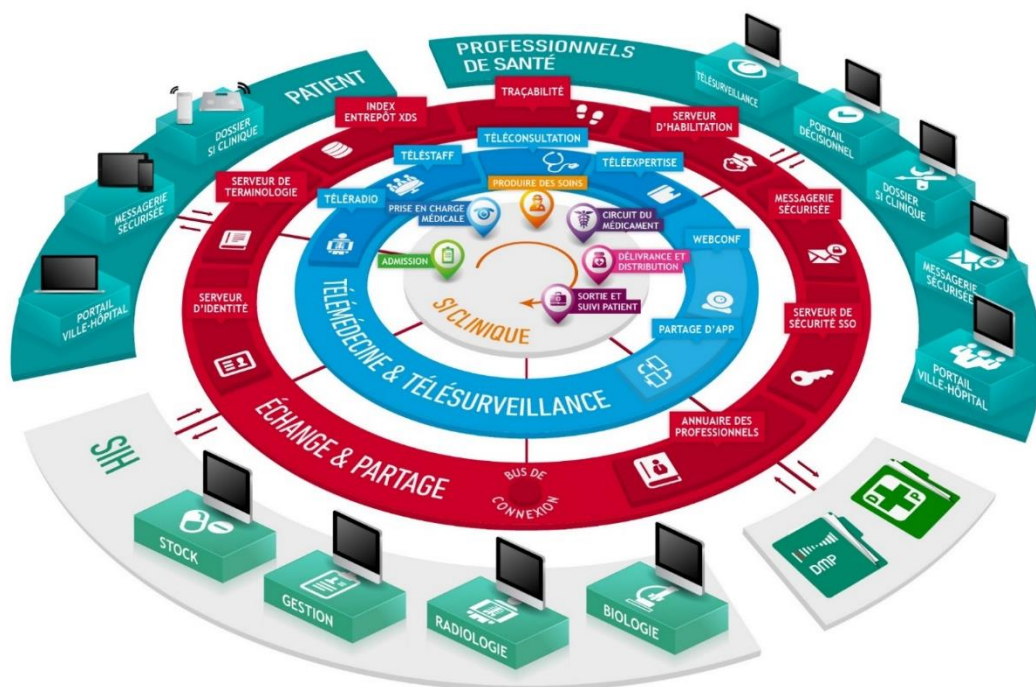 PROFESSIONNELS
DE SANTÉ
PATIENT
TÉLÉSURVEILLANCE
PORTAIL
DÉCISIONNEL
DOSSIER
SI CLINIQUE
MESSAGERIE
SÉCURISÉE
PORTAIL
VILLE-HÔPITAL
DOSSIER
SI CLINIQUE
MESSAGERIE
SÉCURISÉE
PORTAIL
VILLE-HÔPITAL
TRAÇABILITÉ
INDEX
ENTREPÔT XDS
SERVEUR
D'HABILITATION
SERVEUR DE
TERMINOLOGIE
MESSAGERIE
SÉCURISÉE
SERVEUR
D'IDENTITÉ
SERVEUR DE
SÉCURITÉ SSO
ANNUAIRE DES
PROFESSIONNELS
ÉCHANGE & PARTAGE
BUS DE
CONNEXION
TÉLÉCONSULTATION
TÉLÉSTAFF
TÉLÉEXPERTISE
TÉLÉRADIO
WEBCONF
PARTAGE D'APP
TÉLÉMÉDECINE & TÉLÉSURVEILLANCE
PRODUIRE DES SOINS
PRISE EN CHARGE
MÉDICALE
CIRCUIT DU
MÉDICAMENT
ADMISSION
DÉLIVRANCE ET
DISTRIBUTION
SORTIE ET
SUIVI PATIENT
SI CLINIQUE
SIH
STOCK
GESTION
RADIOLOGIE
BIOLOGIE
D P
DMP